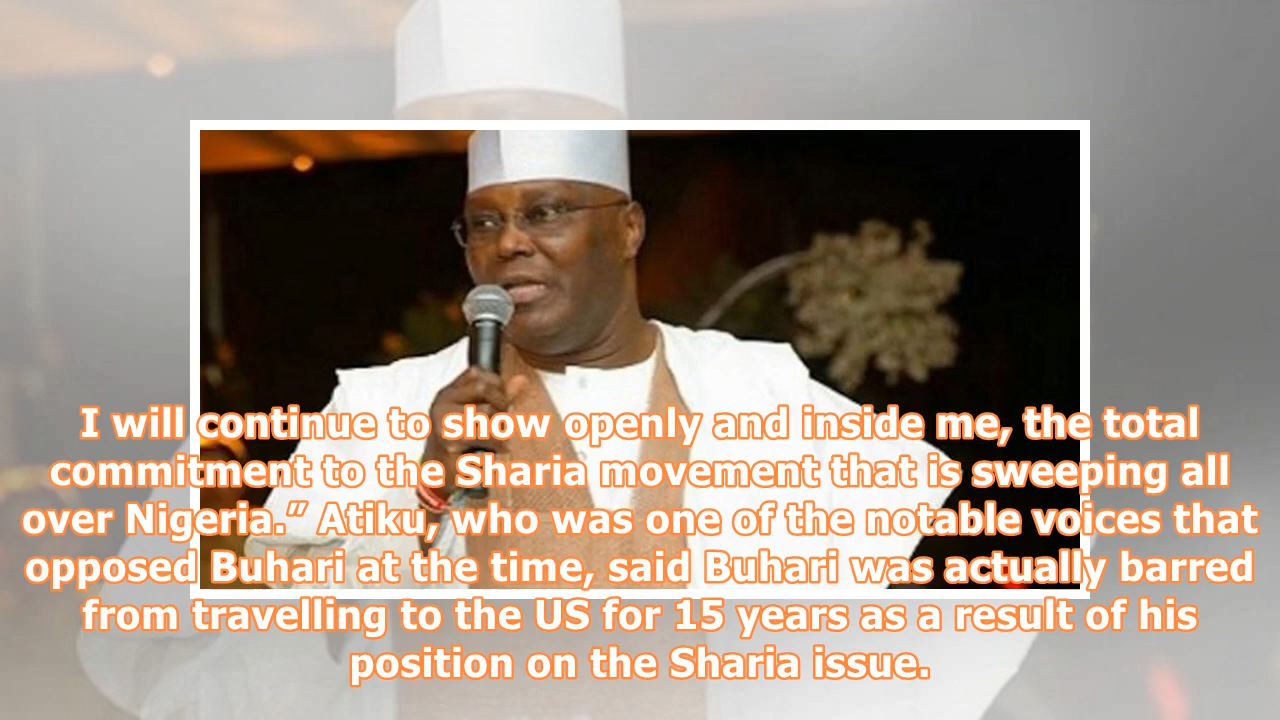 I will continue to show openly and inside me, the total
commitment to the Sharia movement that is sweeping all
over Nigeria.” Atiku, who was one of the notable voices that
opposed Buhari at the time, said Buhari was actually barred
from travelling to the US for 15 years as a result of his
position on the Sharia issue.